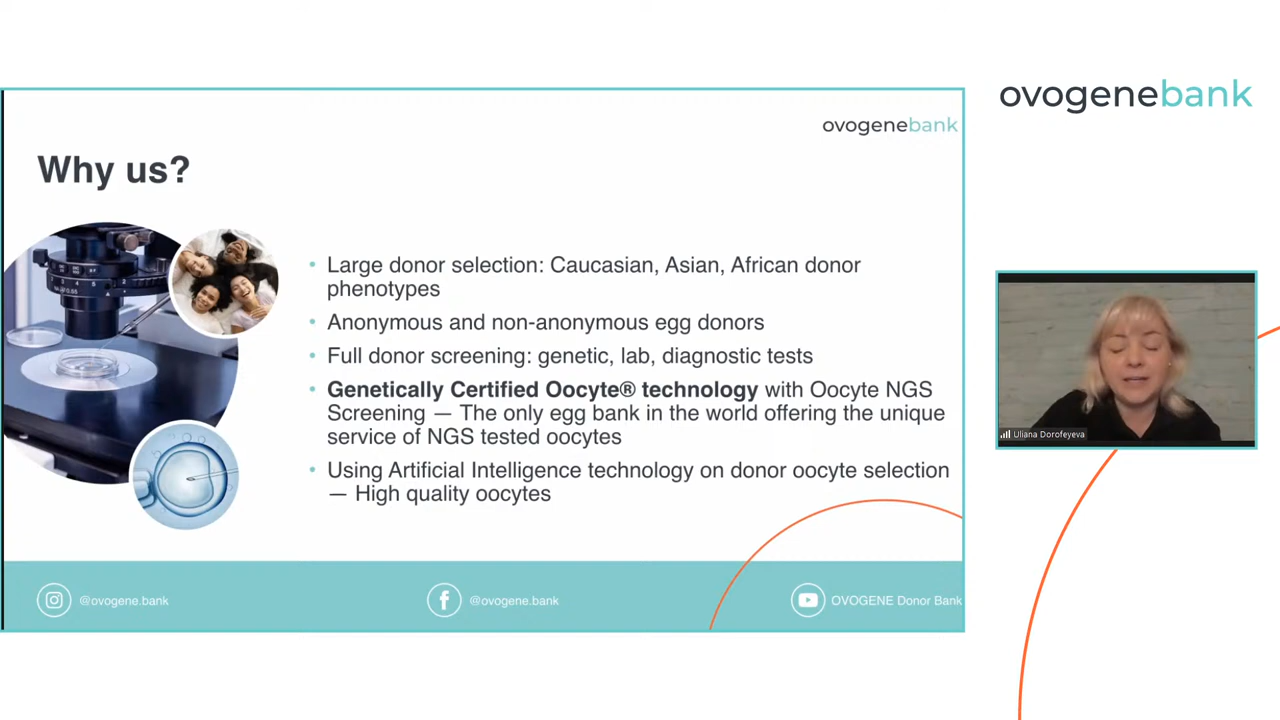 ovogenebank
ovogenebank
Why us?
• Large donor selection: Caucasian, Asian, African donor
phenotypes
• Anonymous and non-anonymous egg donors
• Full donor screening: genetic, lab, diagnostic tests
• Genetically Certified Oocyte® technology with Oocyte NGS
Screening — The only egg bank in the world offering the unique
service of NGS tested oocytes
• Using Artificial Intelligence technology on donor oocyte selection
— High quality oocytes
Uliana Dorofeyeva
@ovogene.bank
@ovogene.bank
OVOGENE Donor Bank